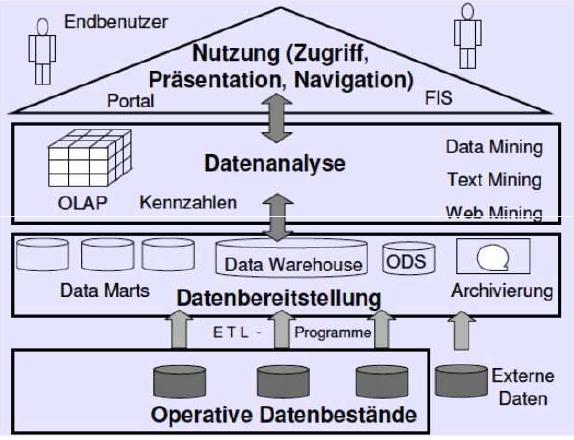 Endbenutzer
Nutzung (Zugriff,
Präsentation, Navigation)
Portal
FIS
Datenanalyse
Data Mining
Text Mining
Web Mining
OLAP
Kennzahlen
Data Marts
Data Warehouse
ODS
Archivierung
Datenbereitstellung
E T L - Programme
Externe
Daten
Operative Datenbestände